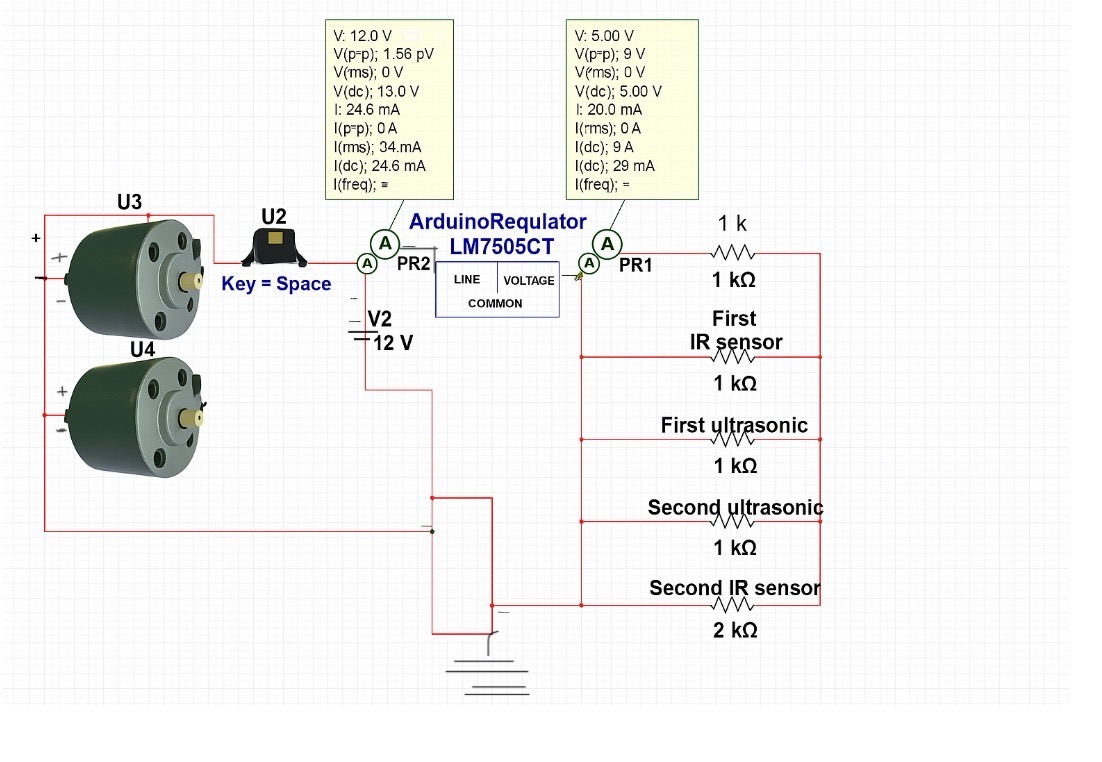 V: 12.0 V
V(p=p); 1.56 pV
V(rms); 0 V
V(dc); 13.0 V
I: 24.6 mA
I(p=p); 0 A
I(rms); 34.mA
I(dc); 24.6 mA
I(freq); =
V: 5.00 V
V(p=p); 9 V
V(rms); 0 V
V(dc); 5.00 V
I: 20.0 mA
I(rms); 0 A
I(dc); 9 A
I(dc); 29 mA
I(freq); =
U3
U2
Key = Space
U4
A
A
PR2
ArduinoRequlator
LM7505CT
LINE
VOLTAGE
COMMON
A
A
PR1
V2
12 V
1 k
1 kΩ
First
IR sensor
1 kΩ
First ultrasonic
1 kΩ
Second ultrasonic
1 kΩ
Second IR sensor
2 kΩ